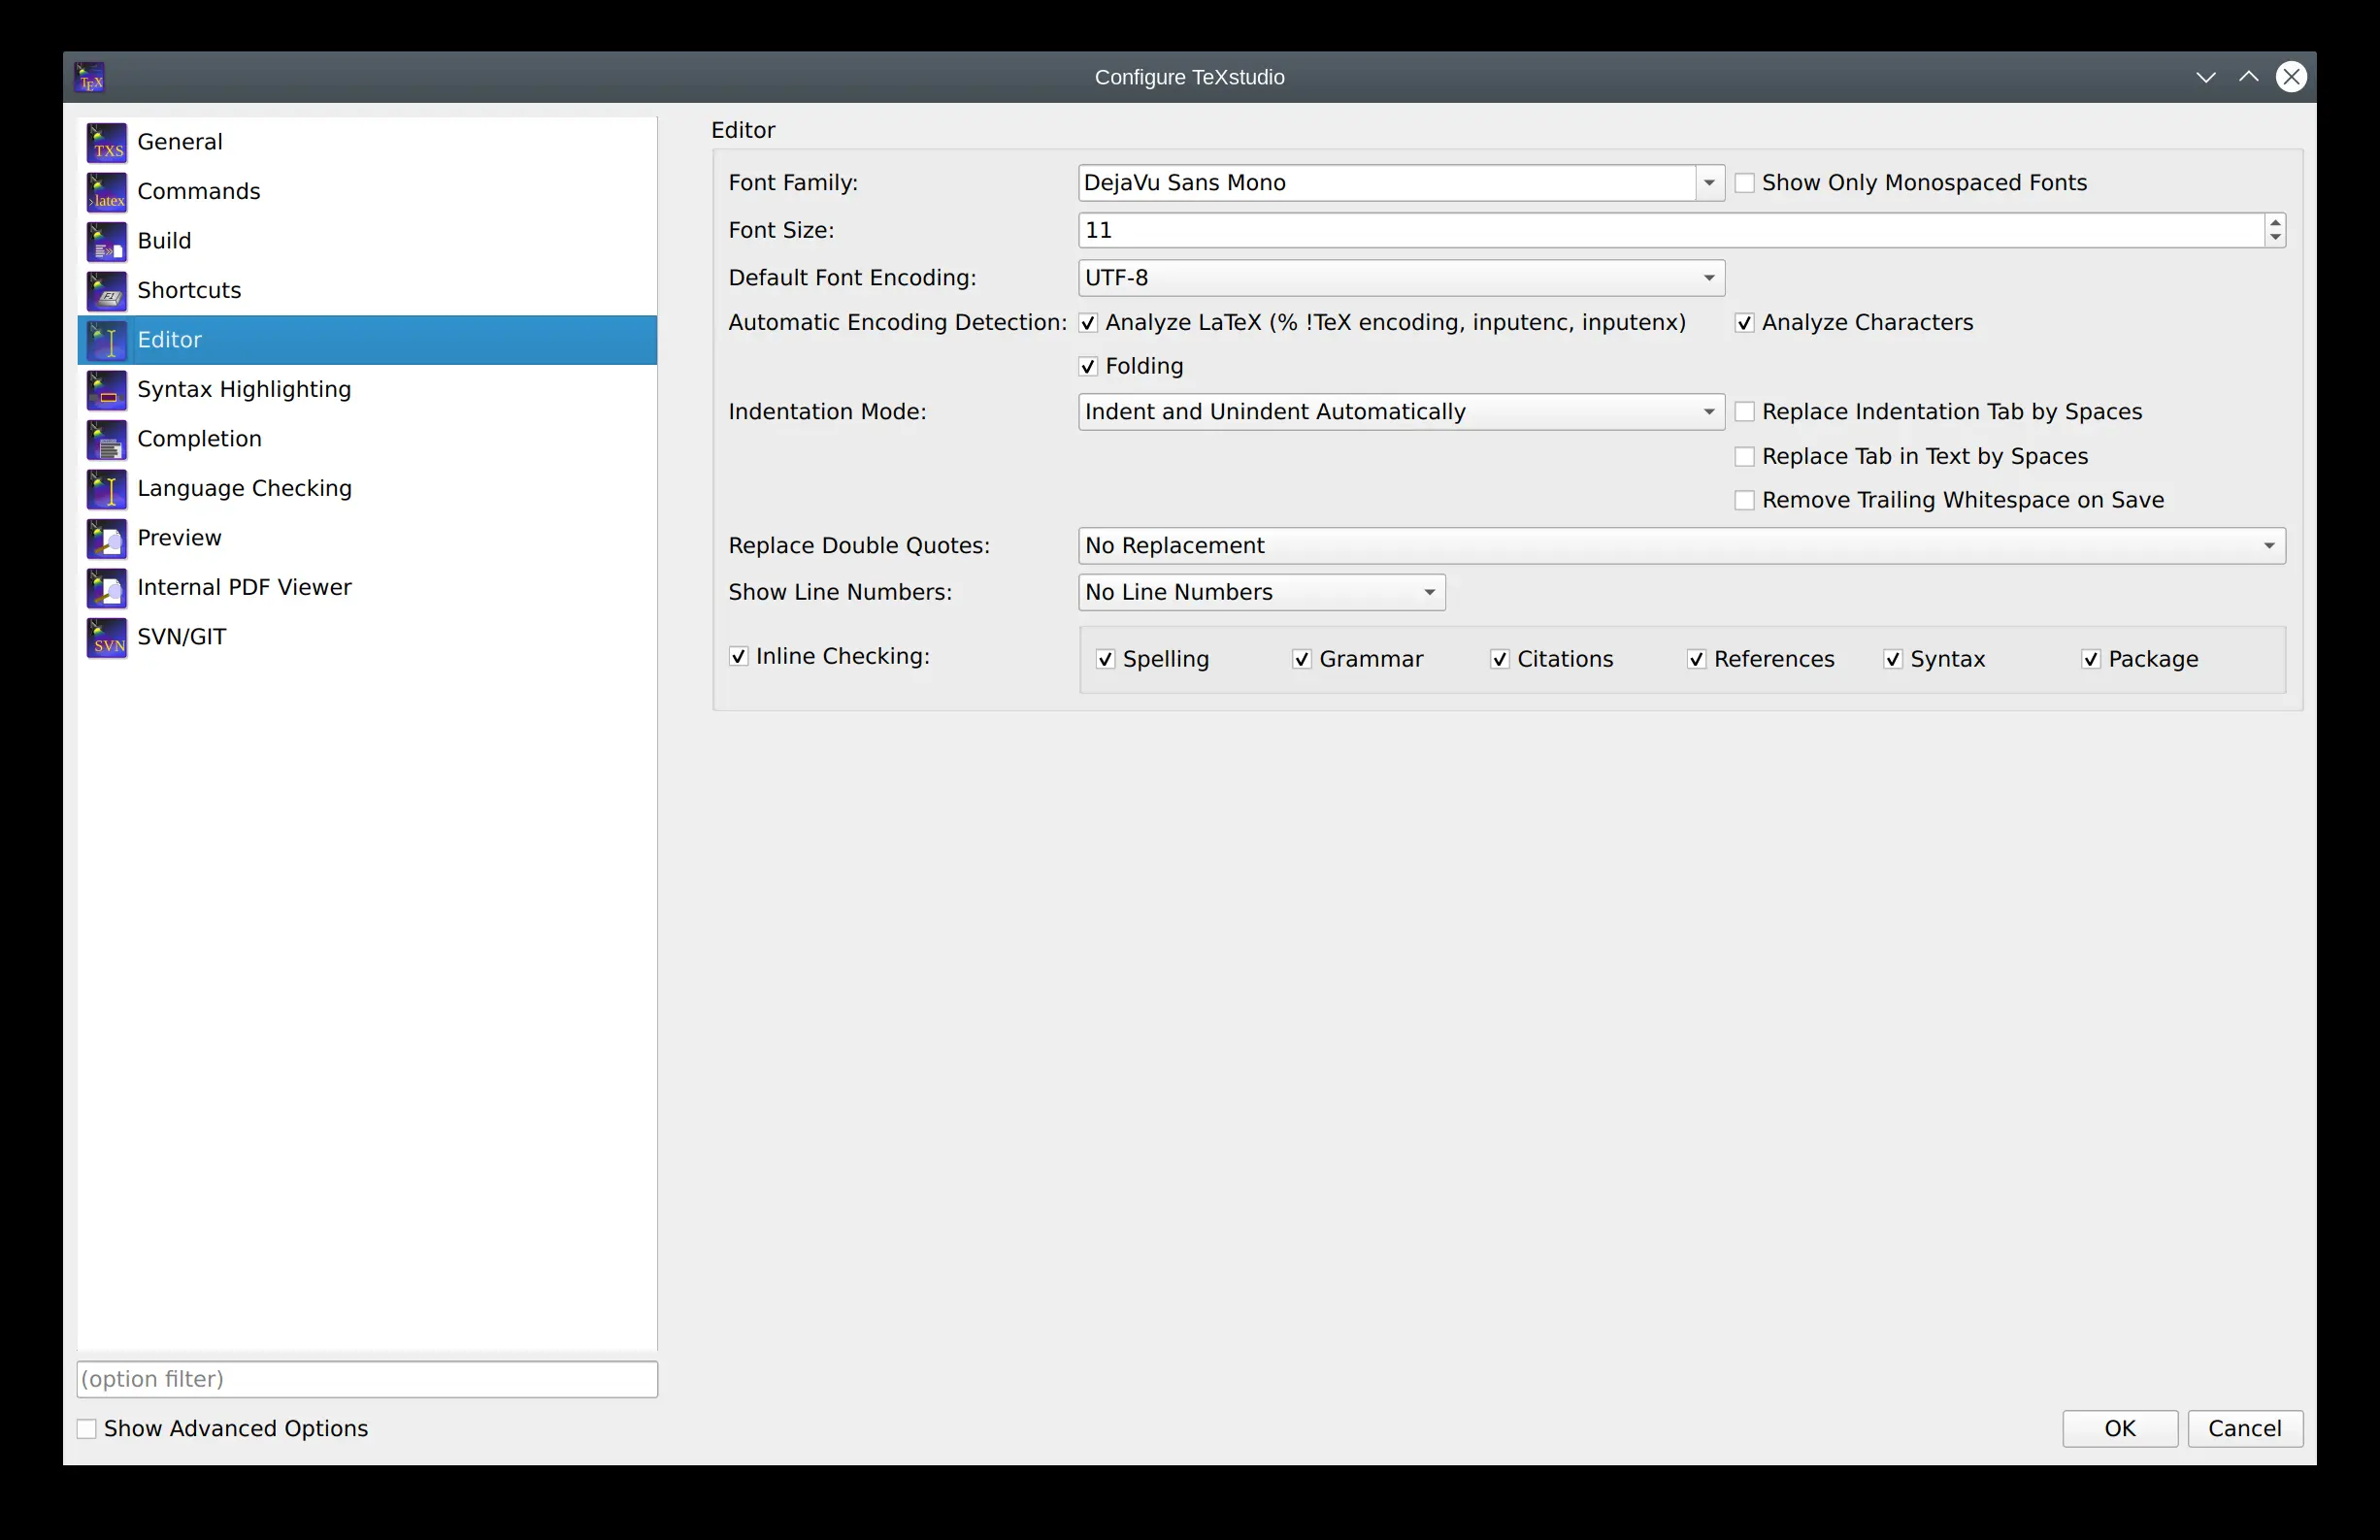 Configure TeXstudio
General
Commands
Build
Shortcuts
Editor
Syntax Highlighting
Completion
Language Checking
Preview
Internal PDF Viewer
SVN/GIT
(option filter)
Show Advanced Options
Editor
Font Family: DejaVu Sans Mono Show Only Monospaced Fonts
Font Size: 11
Default Font Encoding: UTF-8
Automatic Encoding Detection: Analyze LaTeX (% !TeX encoding, inputenc, inputenx) Analyze Characters
Folding
Indentation Mode: Indent and Unindent Automatically Replace Indentation Tab by Spaces
Replace Tab in Text by Spaces
Remove Trailing Whitespace on Save
Replace Double Quotes: No Replacement
Show Line Numbers: No Line Numbers
Inline Checking: Spelling Grammar Citations References Syntax Package
OK Cancel